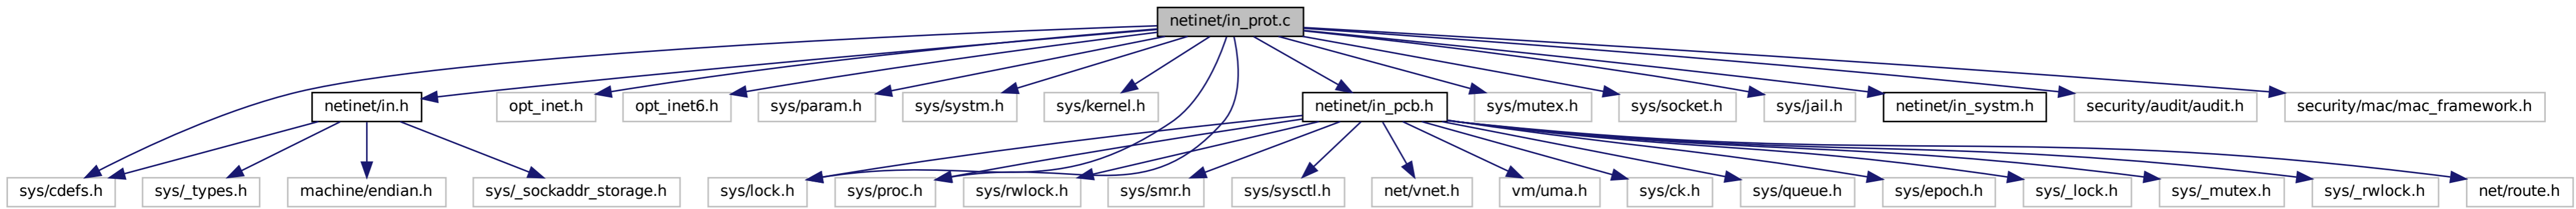 netinet/in_prot.c
netinet/in.h
opt_inet.h
opt_inet6.h
sys/param.h
sys/systm.h
sys/kernel.h
netinet/in_pcb.h
sys/mutex.h
sys/socket.h
sys/jail.h
netinet/in_systm.h
security/audit/audit.h
security/mac/mac_framework.h
sys/cdefs.h
sys/_types.h
machine/endian.h
sys/_sockaddr_storage.h
sys/lock.h
sys/proc.h
sys/rwlock.h
sys/smr.h
sys/sysctl.h
net/vnet.h
vm/uma.h
sys/ck.h
sys/queue.h
sys/epoch.h
sys/_lock.h
sys/_mutex.h
sys/_rwlock.h
net/route.h